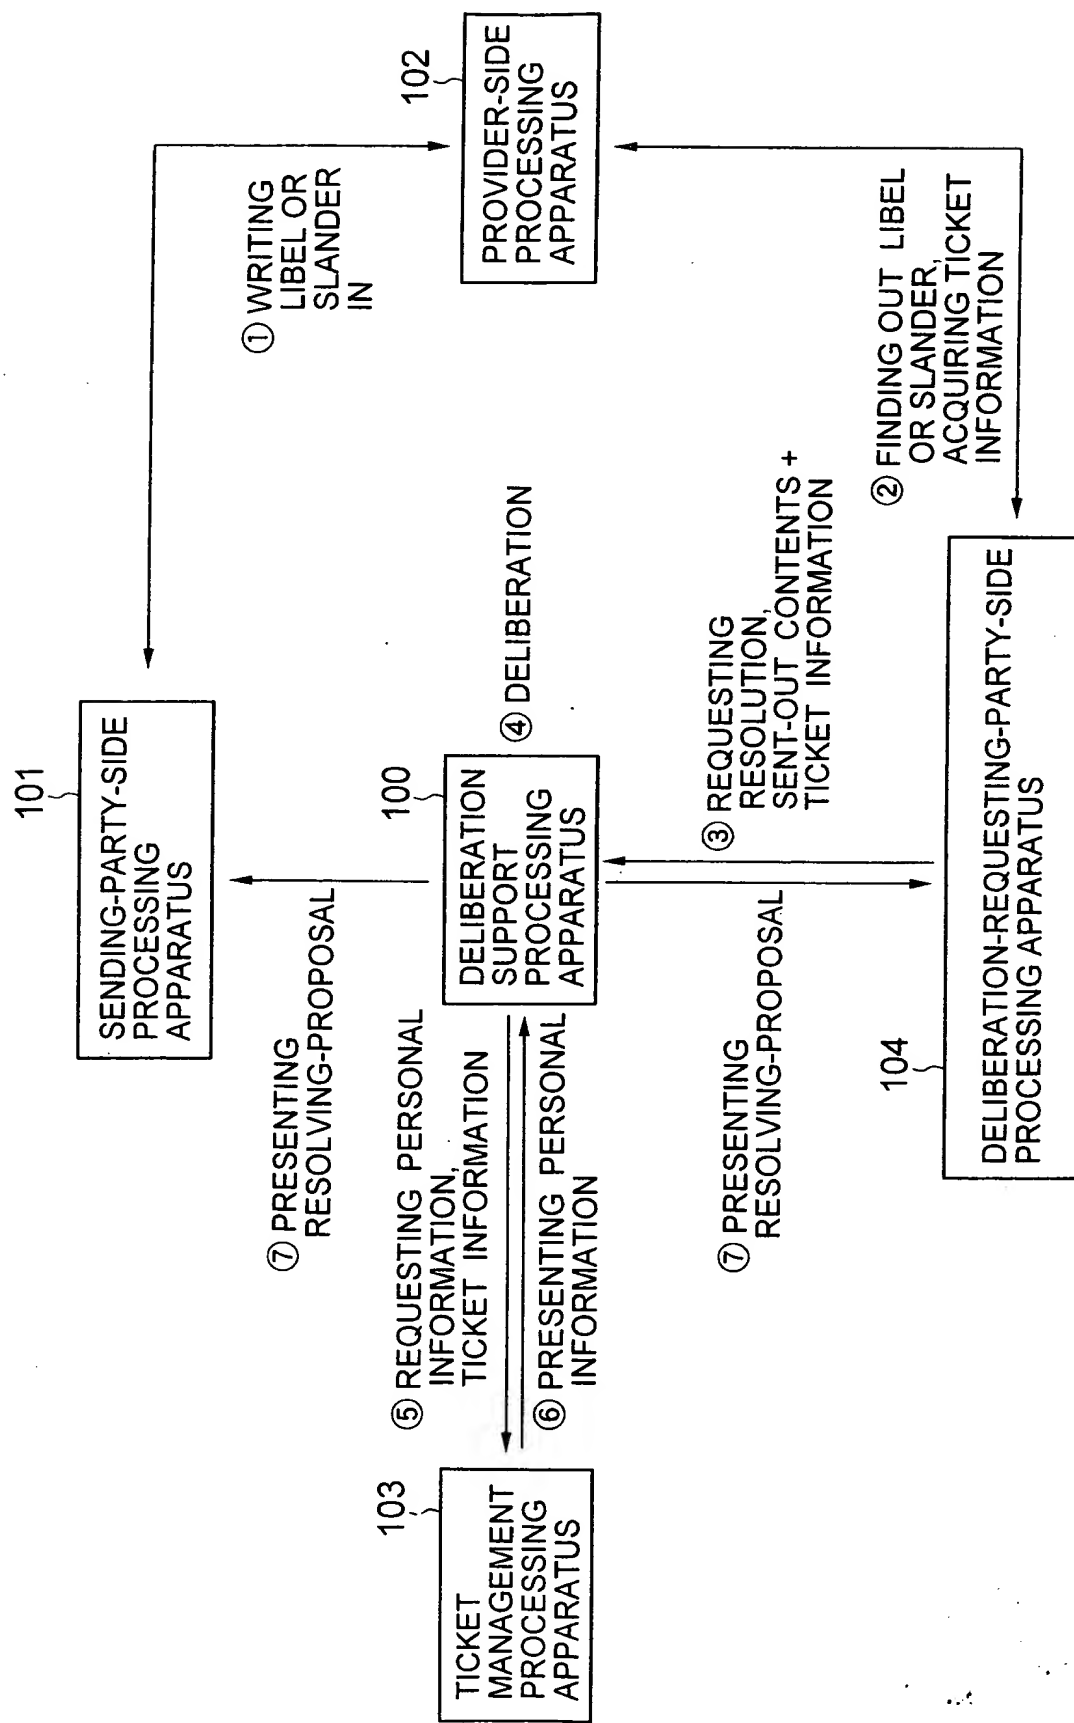 101
SENDING-PARTY-SIDE
PROCESSING
APPARATUS
① WRITING
LIBEL OR
SLANDER
IN
102
PROVIDER-SIDE
PROCESSING
APPARATUS
⑦ PRESENTING
RESOLVING-PROPOSAL
103
TICKET
MANAGEMENT
PROCESSING
APPARATUS
⑤ REQUESTING PERSONAL
INFORMATION,
TICKET INFORMATION
⑥ PRESENTING PERSONAL
INFORMATION
100
DELIBERATION
SUPPORT
PROCESSING
APPARATUS
④ DELIBERATION
⑦ PRESENTING
RESOLVING-PROPOSAL
③ REQUESTING
RESOLUTION,
SENT-OUT CONTENTS +
TICKET INFORMATION
② FINDING OUT LIBEL
OR SLANDER,
ACQUIRING TICKET
INFORMATION
104
DELIBERATION-REQUESTING-PARTY-SIDE
PROCESSING APPARATUS